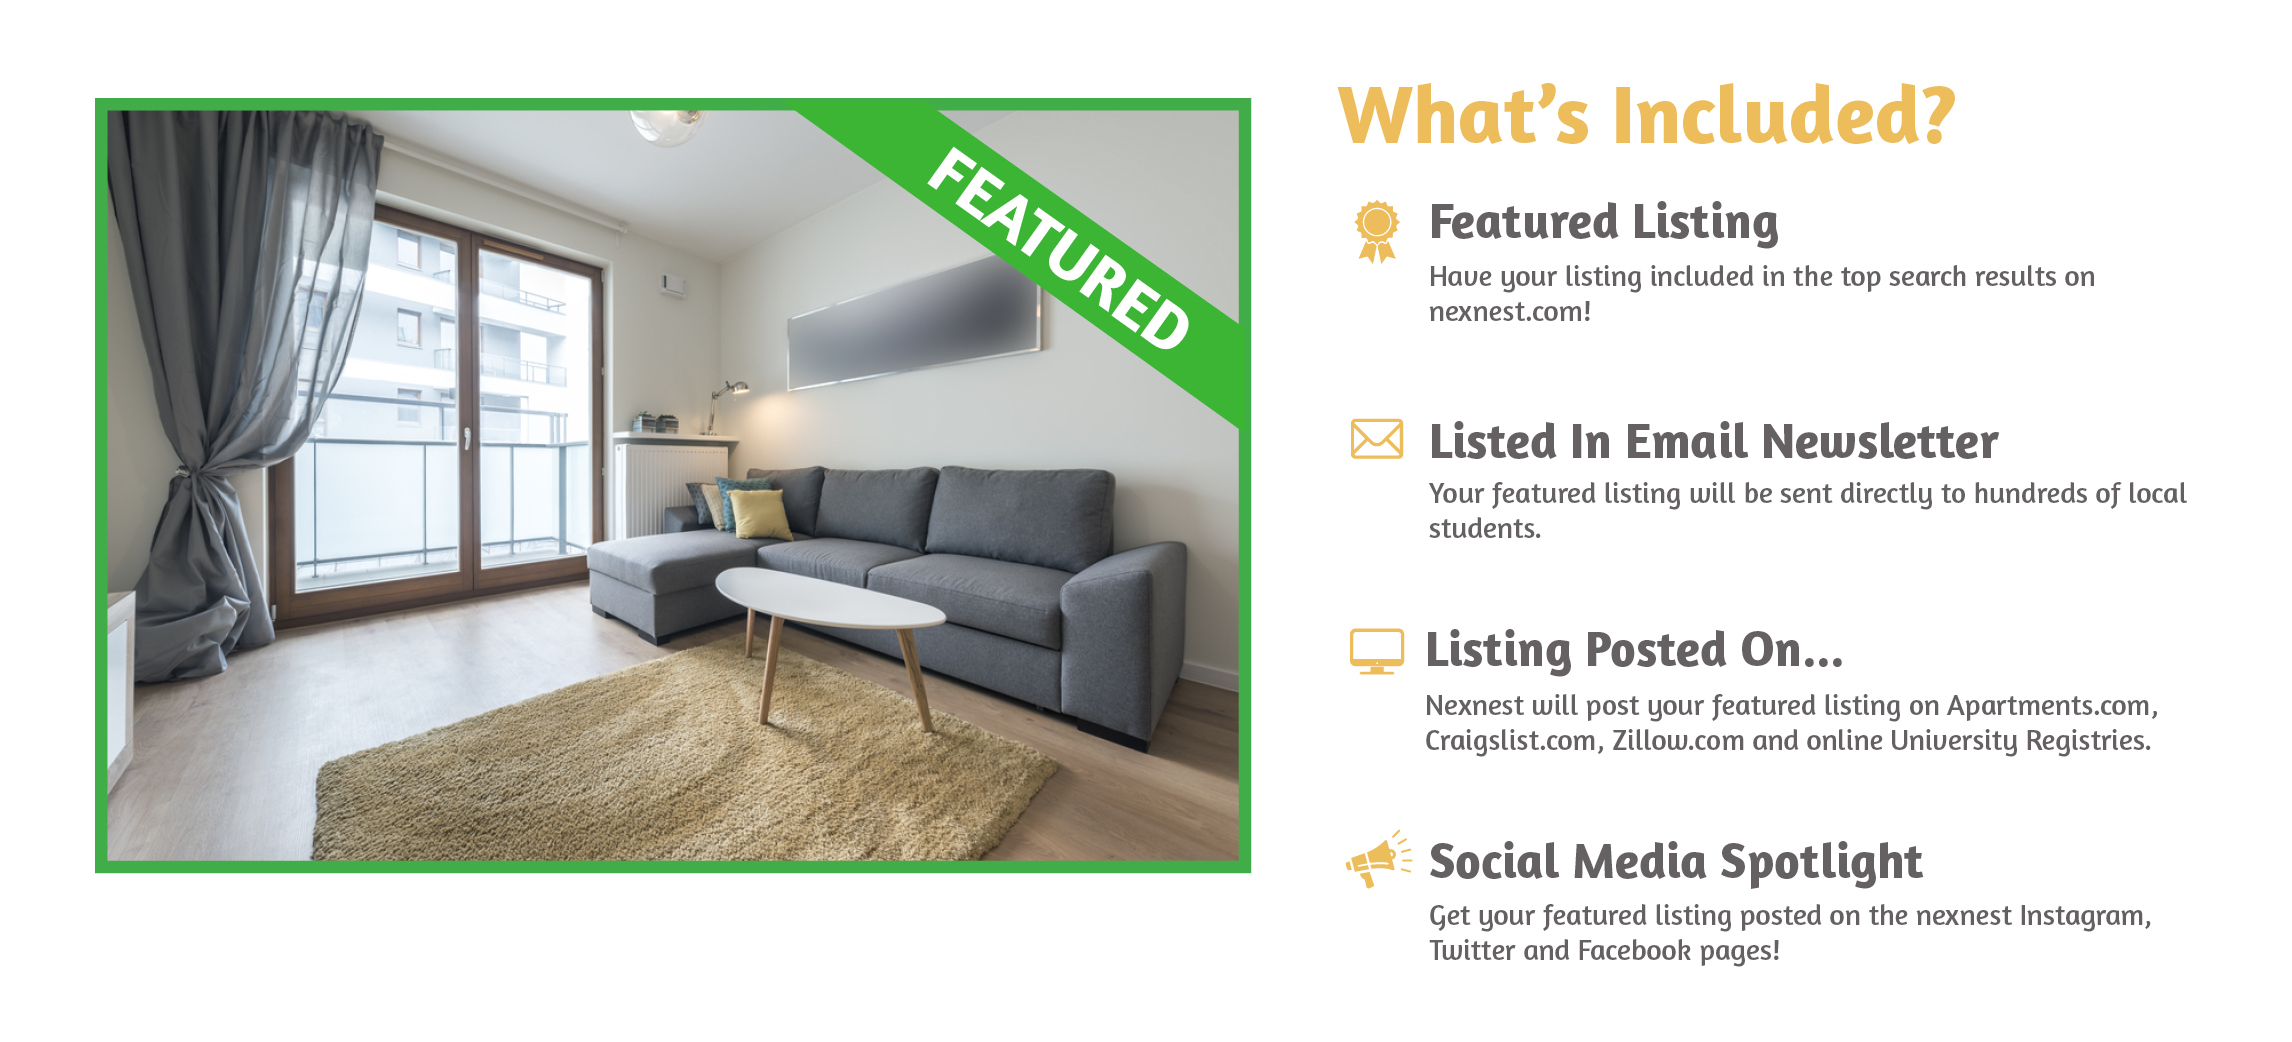 FEATURED
What's Included?
Featured Listing
Have your listing included in the top search results on
nexnest.com!
Listed In Email Newsletter
Your featured listing will be sent directly to hundreds of local
students.
Listing Posted On...
Nexnest will post your featured listing on Apartments.com,
Craigslist.com, Zillow.com and online University Registries.
Social Media Spotlight
Get your featured listing posted on the nexnest Instagram,
Twitter and Facebook pages!